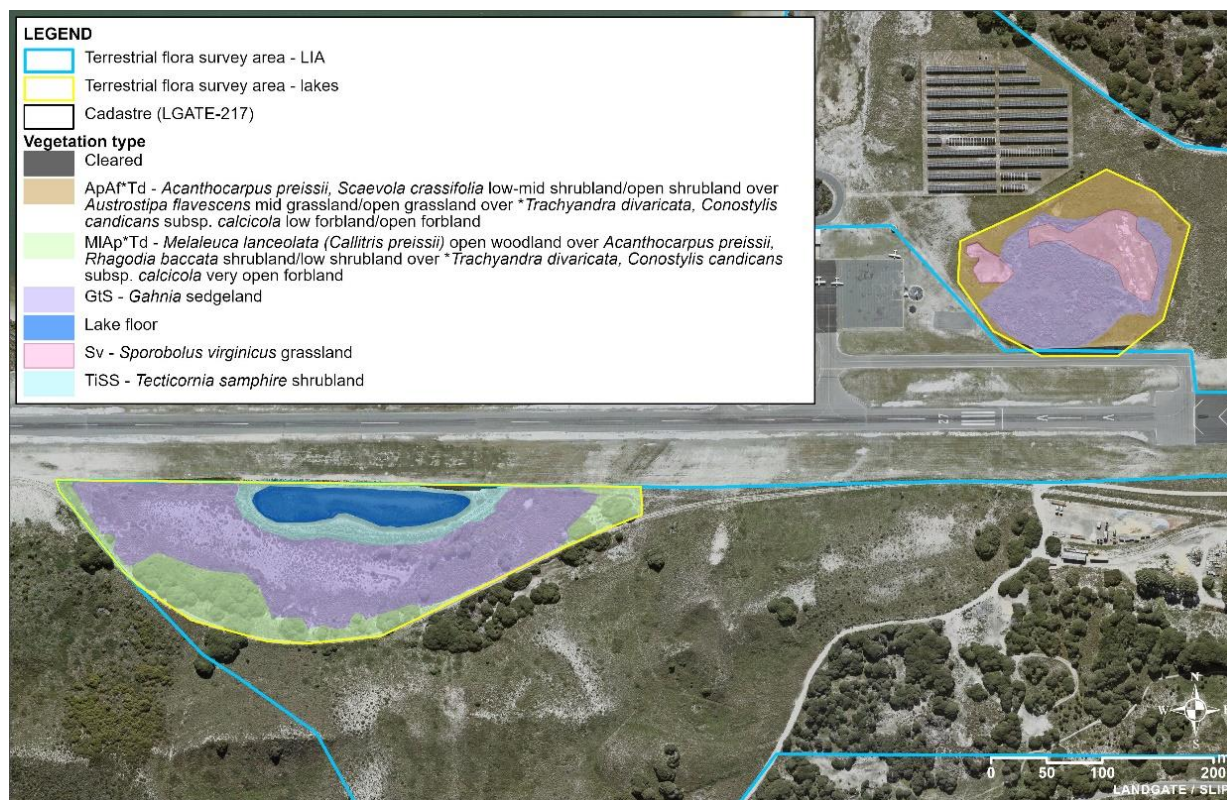 LEGEND
Terrestrial flora survey area - LIA
Terrestrial flora survey area - lakes
Cadastre (LGATE-217)
Vegetation type
Cleared
ApAf*Td - Acanthocarpus preissii, Scaevola crassifolia low-mid shrubland/open shrubland over
Austrostipa flavescens mid grassland/open grassland over *Trachyandra divaricata, Conostylis
candicans subsp. calcicola low forbland/open forbland
MlAp*Td - Melaleuca lanceolata (Callitris preissii) open woodland over Acanthocarpus preissii,
Rhagodia baccata shrubland/low shrubland over *Trachyandra divaricata, Conostylis candicans
subsp. calcicola very open forbland
GtS - Gahnia sedgeland
Lake floor
Sv - Sporobolus virginicus grassland
TiSS - Tecticornia samphire shrubland
27
N
W E
S
0 50 100 200
m
LANDGATE / SLIP